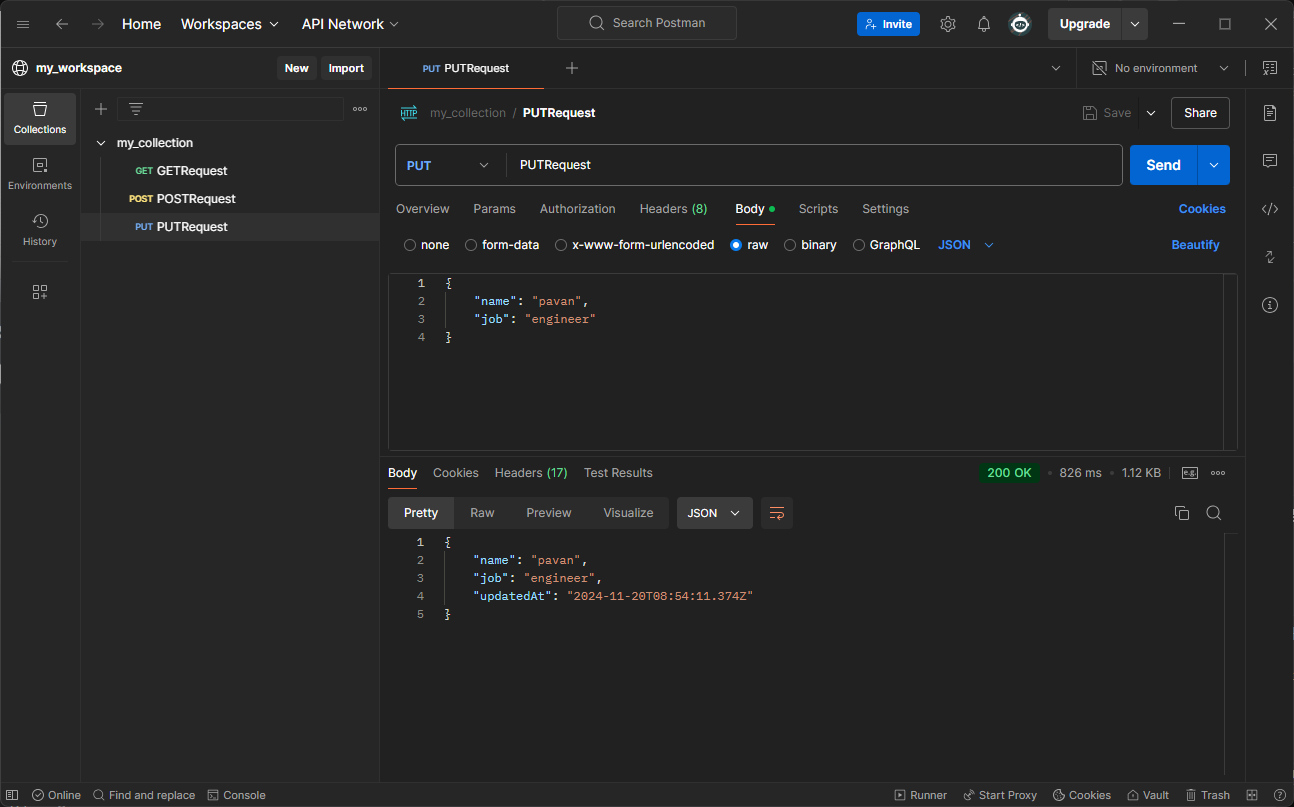 Home Workspaces API Network Search Postman Invite Upgrade
my_workspace New Import PUT PUTRequest No environment
Collections
Environments
History
my_collection
GET GETRequest
POST POSTRequest
PUT PUTRequest
HTTP my_collection / PUTRequest Save Share
PUT PUTRequest Send
Overview Params Authorization Headers (8) Body Scripts Settings Cookies
none form-data x-www-form-urlencoded raw binary GraphQL JSON Beautify
1 {
2 "name": "pavan",
3 "job": "engineer"
4 }
Body Cookies Headers (17) Test Results 200 OK 826 ms 1.12 KB e.g.
Pretty Raw Preview Visualize JSON
1 {
2 "name": "pavan",
3 "job": "engineer",
4 "updatedAt": "2024-11-20T08:54:11.374Z"
5 }
Online Find and replace Console Runner Start Proxy Cookies Vault Trash